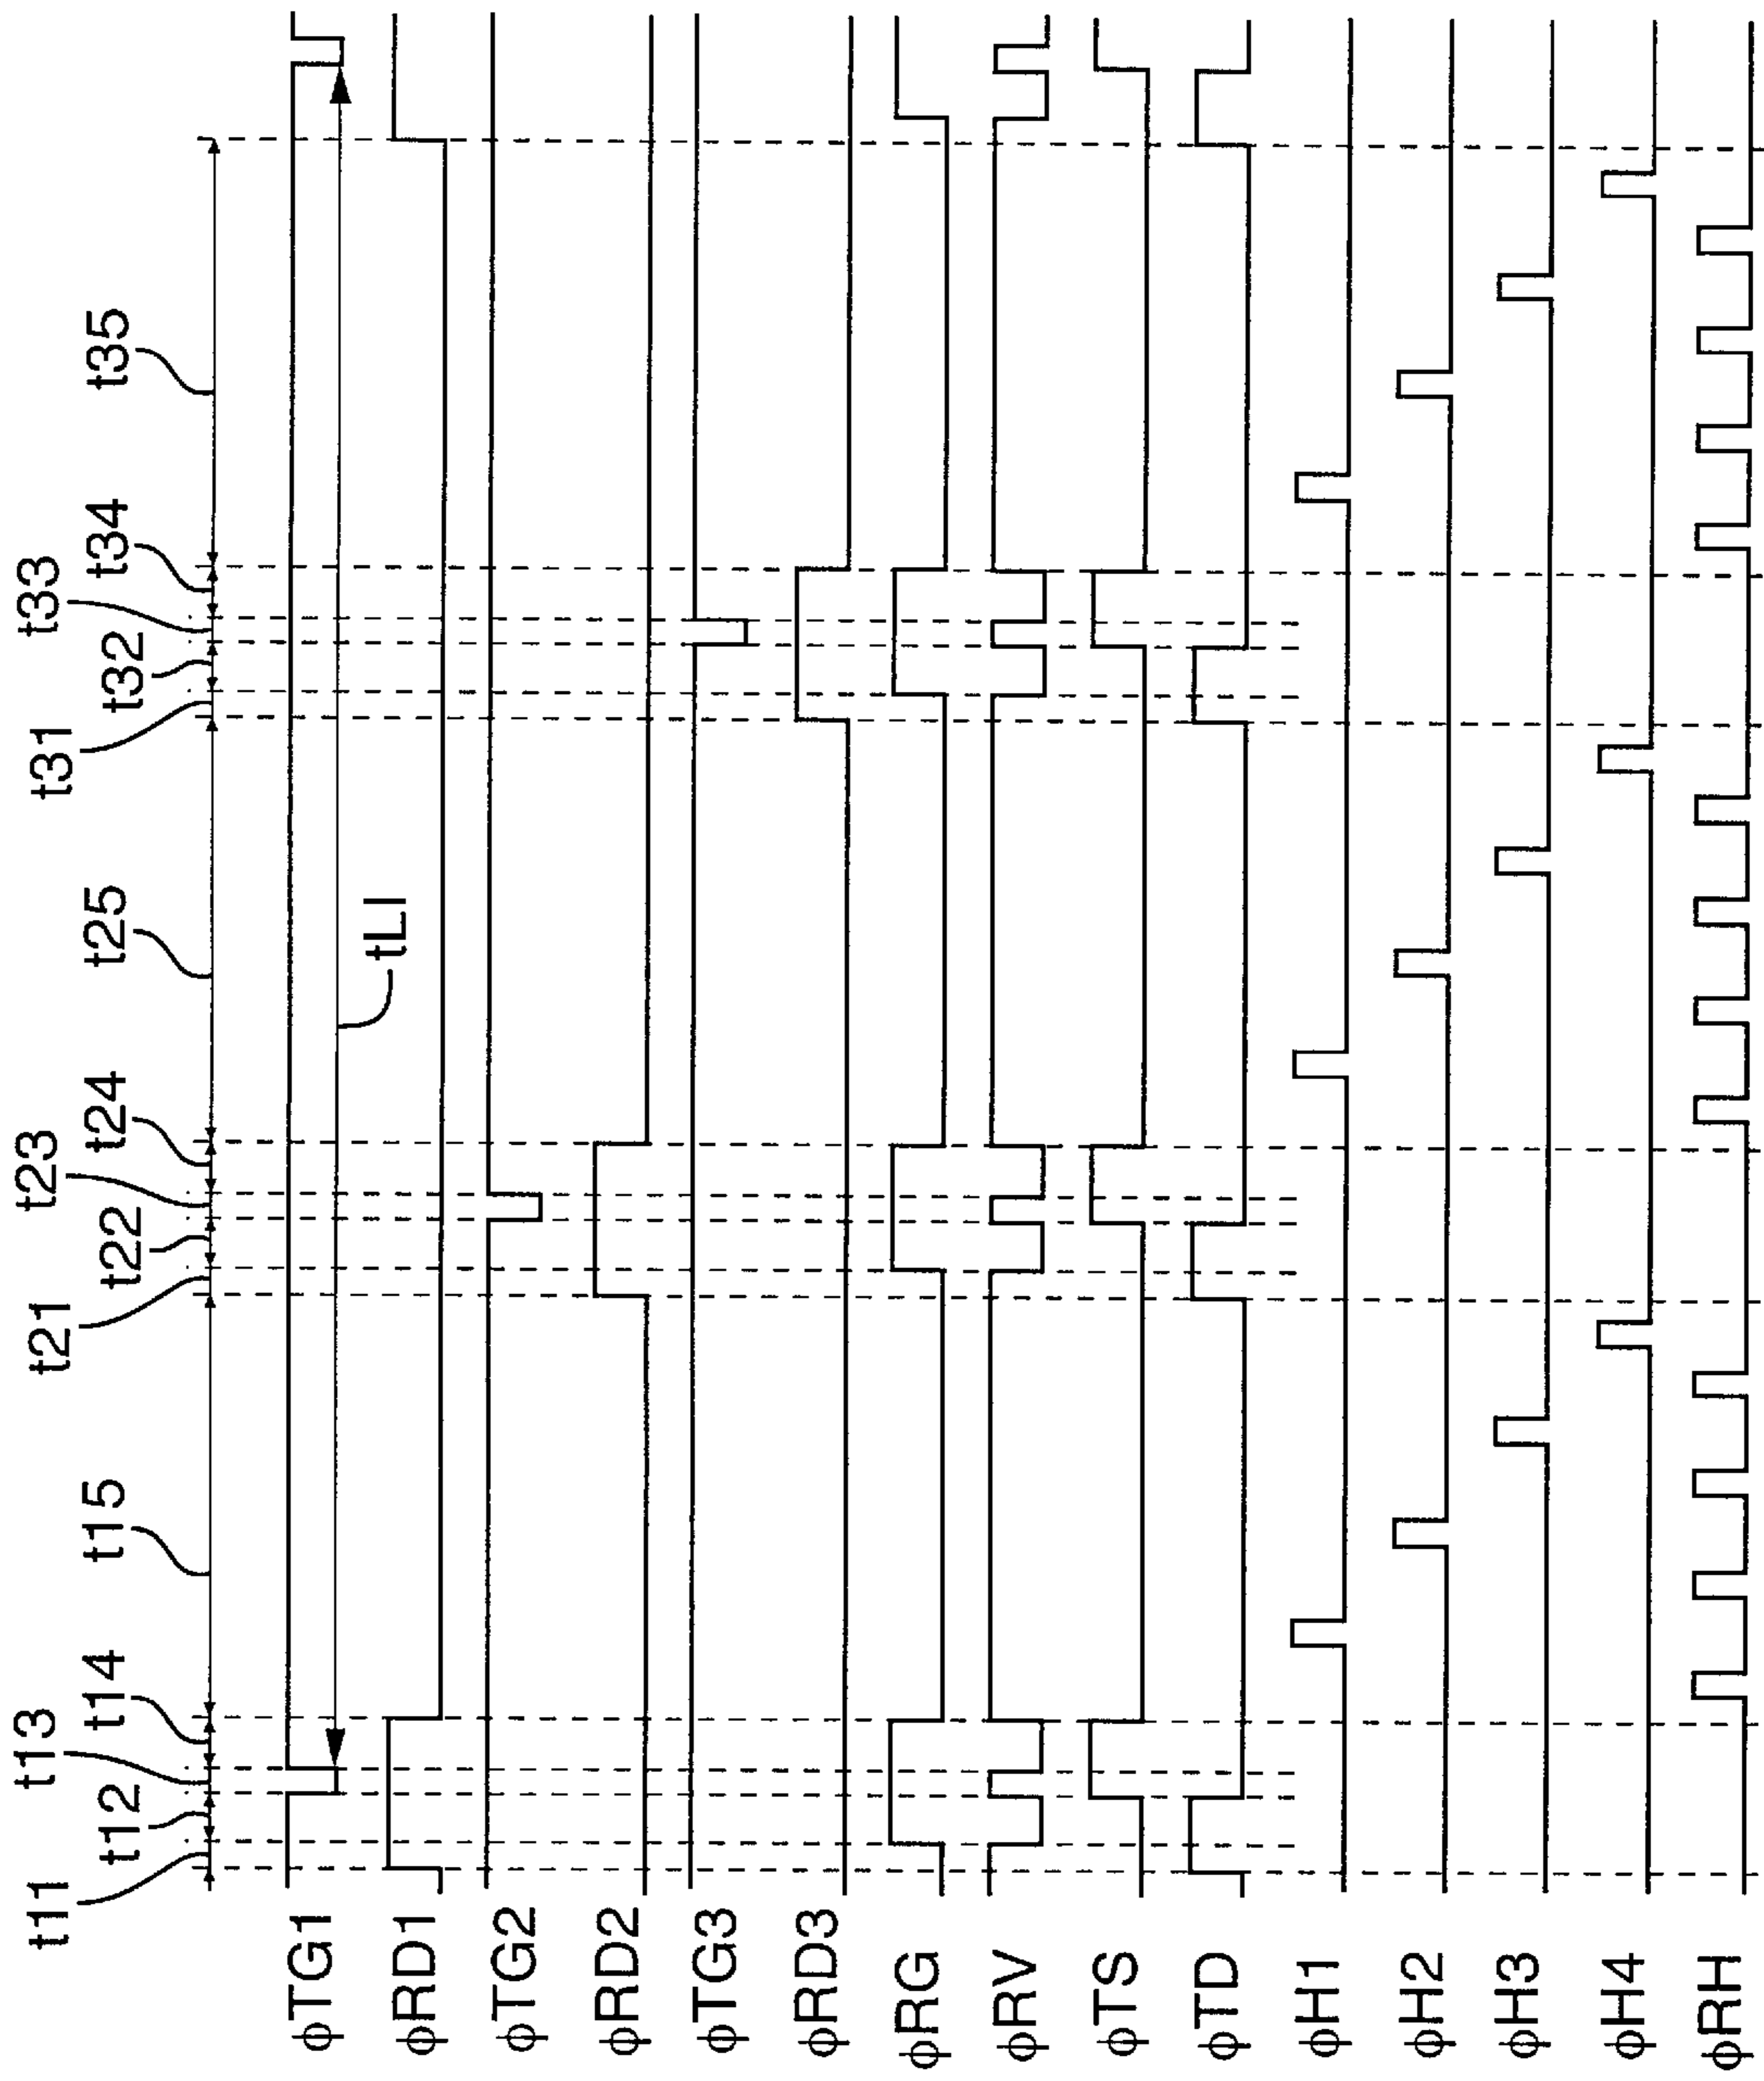 t11
t12
t13
t14
t15
t21
t22
t23
t24
t25
t31
t32
t33
t34
t35
tLI
ϕTG1
ϕRD1
ϕTG2
ϕRD2
ϕTG3
ϕRD3
ϕRG
ϕRV
ϕTS
ϕTD
ϕH1
ϕH2
ϕH3
ϕH4
ϕRH